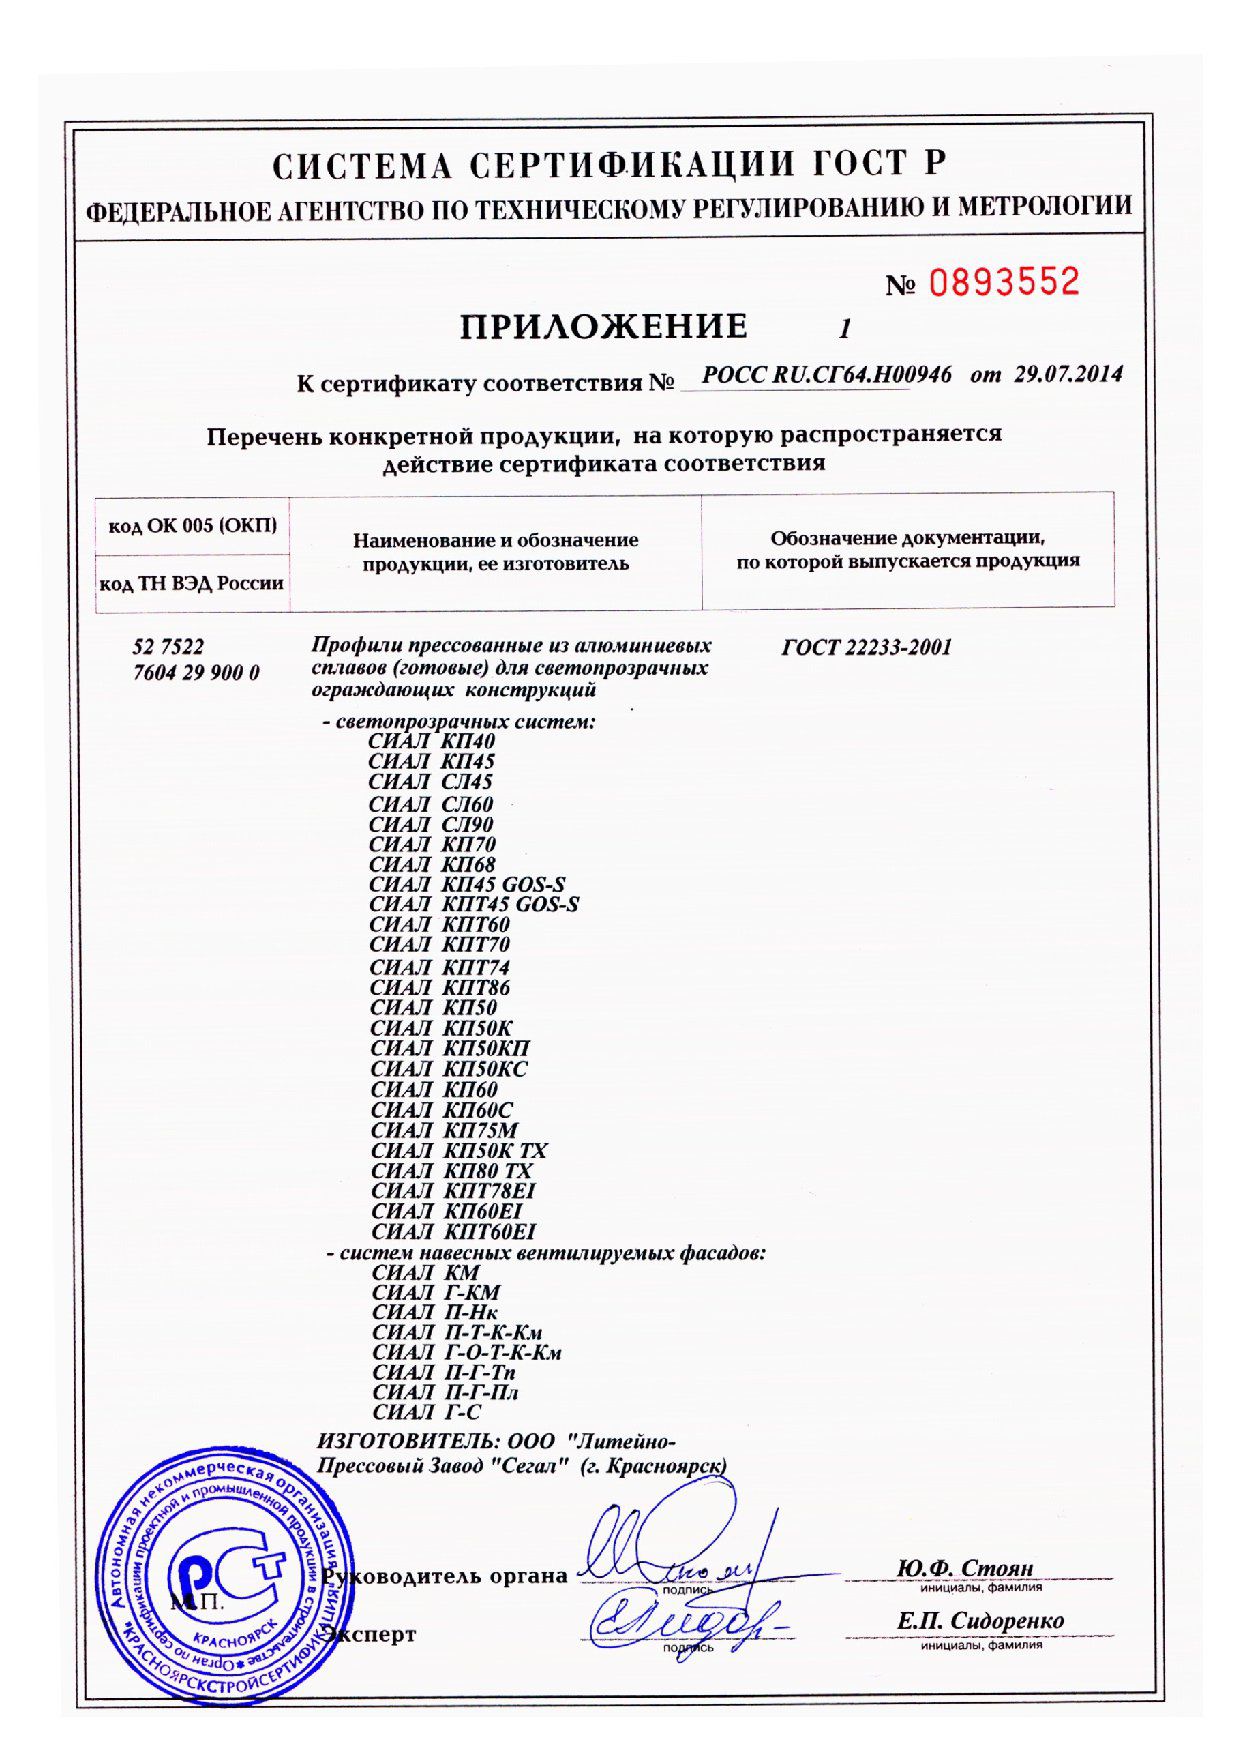 СИСТЕМА СЕРТИФИКАЦИИ ГОСТ Р
ФЕДЕРАЛЬНОЕ АГЕНТСТВО ПО ТЕХНИЧЕСКОМУ РЕГУЛИРОВАНИЮ И МЕТРОЛОГИИ
№ 0893552
ПРИЛОЖЕНИЕ 1
К сертификату соответствия № РОСС RU.СГ64.Н00946 от 29.07.2014
Перечень конкретной продукции, на которую распространяется
действие сертификата соответствия
код ОК 005 (ОКП)
код ТН ВЭД России
Наименование и обозначение
продукции, ее изготовитель
Обозначение документации,
по которой выпускается продукция
52 7522
7604 29 900 0
Профили прессованные из алюминиевых
сплавов (готовые) для светопрозрачных
ограждающих конструкций
ГОСТ 22233-2001
- светопрозрачных систем:
СИАЛ КП40
СИАЛ КП45
СИАЛ СЛ45
СИАЛ СЛ60
СИАЛ СЛ90
СИАЛ КП70
СИАЛ КП68
СИАЛ КП45 GOS-S
СИАЛ КПТ45 GOS-S
СИАЛ КПТ60
СИАЛ КПТ70
СИАЛ КПТ74
СИАЛ КПТ86
СИАЛ КП50
СИАЛ КП50К
СИАЛ КП50КП
СИАЛ КП50КС
СИАЛ КП60
СИАЛ КП60С
СИАЛ КП75М
СИАЛ КП50К ТХ
СИАЛ КП80 ТХ
СИАЛ КПТ78EI
СИАЛ КП60EI
СИАЛ КПТ60EI
- систем навесных вентилируемых фасадов:
СИАЛ КМ
СИАЛ Г-КМ
СИАЛ П-Нк
СИАЛ П-Т-К-Км
СИАЛ Г-О-Т-К-Км
СИАЛ П-Г-Тп
СИАЛ П-Г-Пл
СИАЛ Г-С
ИЗГОТОВИТЕЛЬ: ООО "Литейно-
Прессовый Завод "Сегал" (г. Красноярск)
Автономная некоммерческая организация
"КРАСНОЯРСКСТРОЙСЕРТИФИКАЦИЯ"
Орган по сертификации проектной и промышленной продукции в строительстве
рСт
КРАСНОЯРСК
М.П.
Руководитель органа
подпись
Ю.Ф. Стоян
инициалы, фамилия
Эксперт
подпись
Е.П. Сидоренко
инициалы, фамилия